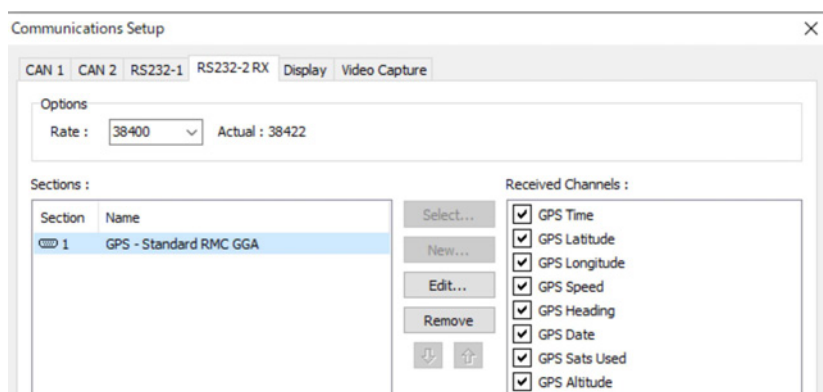 Communications Setup
CAN 1 CAN 2 RS232-1 RS232-2 RX Display Video Capture
Options
Rate : 38400 Actual : 38422
Sections :
Section Name
1 GPS - Standard RMC GGA
Select...
New...
Edit...
Remove
Received Channels :
GPS Time
GPS Latitude
GPS Longitude
GPS Speed
GPS Heading
GPS Date
GPS Sats Used
GPS Altitude